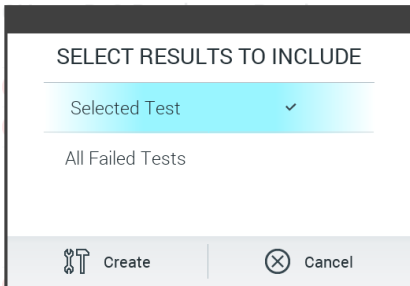 SELECT RESULTS TO INCLUDE
Selected Test
All Failed Tests
Create Cancel